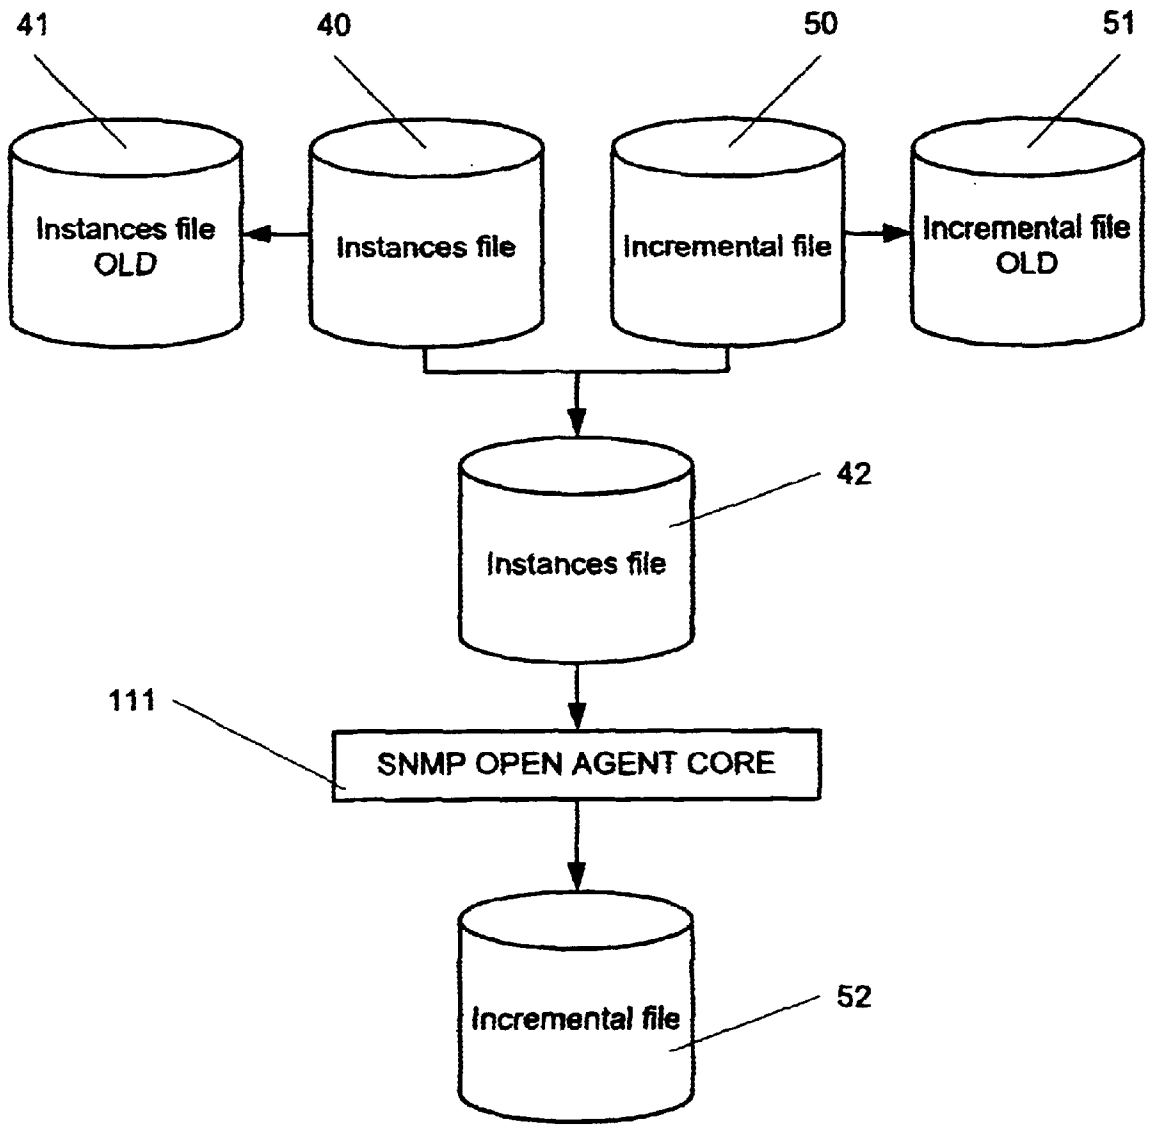 41
40
50
51
Instances file
OLD
Instances file
Incremental file
Incremental file
OLD
42
Instances file
111
SNMP OPEN AGENT CORE
52
Incremental file